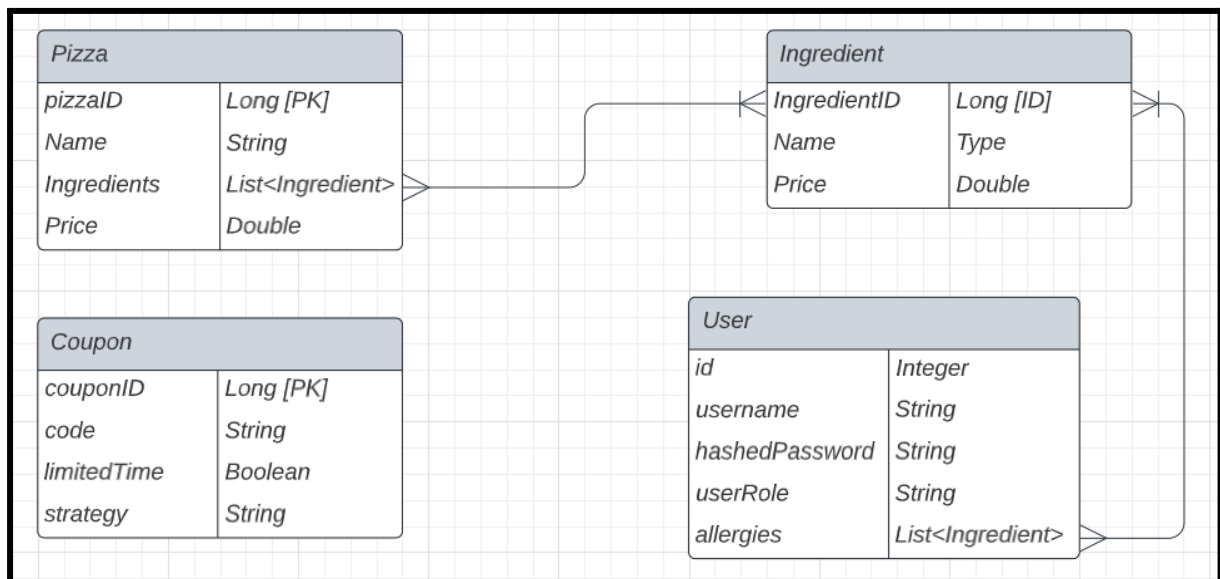 Pizza
pizzaID Long [PK]
Name String
Ingredients List<Ingredient>
Price Double
Ingredient
IngredientID Long [ID]
Name Type
Price Double
Coupon
couponID Long [PK]
code String
limitedTime Boolean
strategy String
User
id Integer
username String
hashedPassword String
userRole String
allergies List<Ingredient>